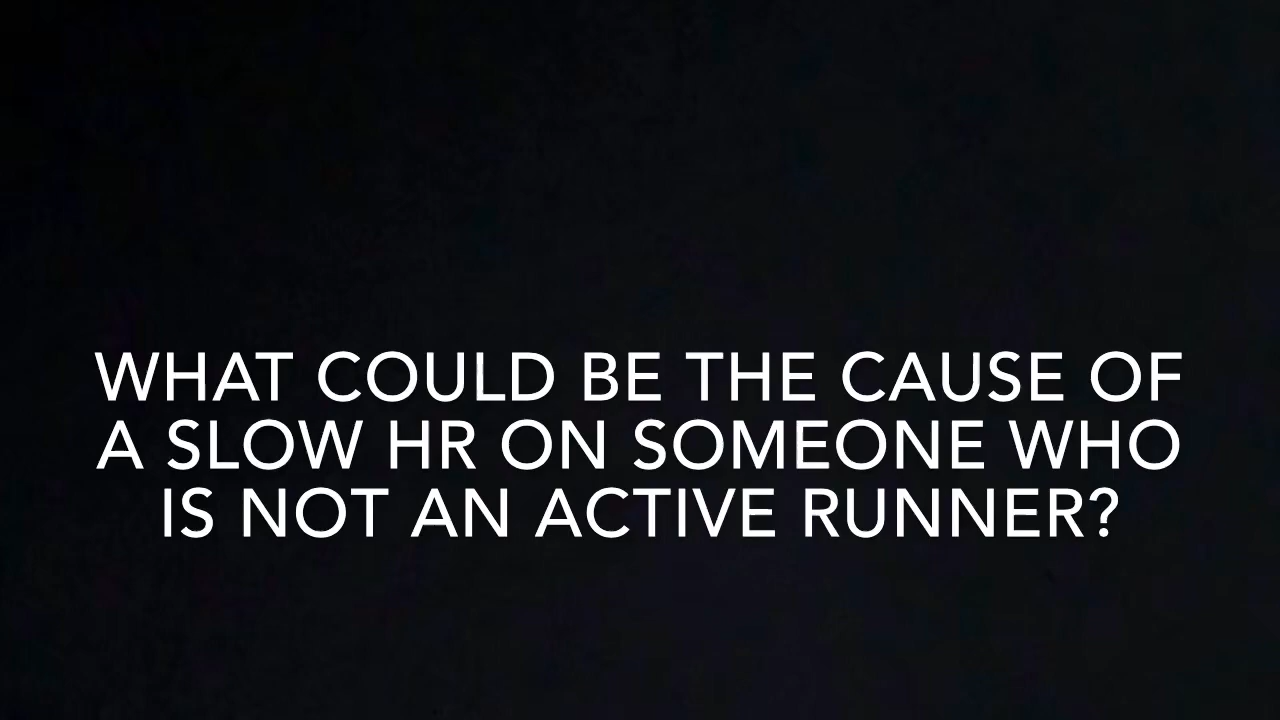 WHAT COULD BE THE CAUSE OF
A SLOW HR ON SOMEONE WHO
IS NOT AN ACTIVE RUNNER?